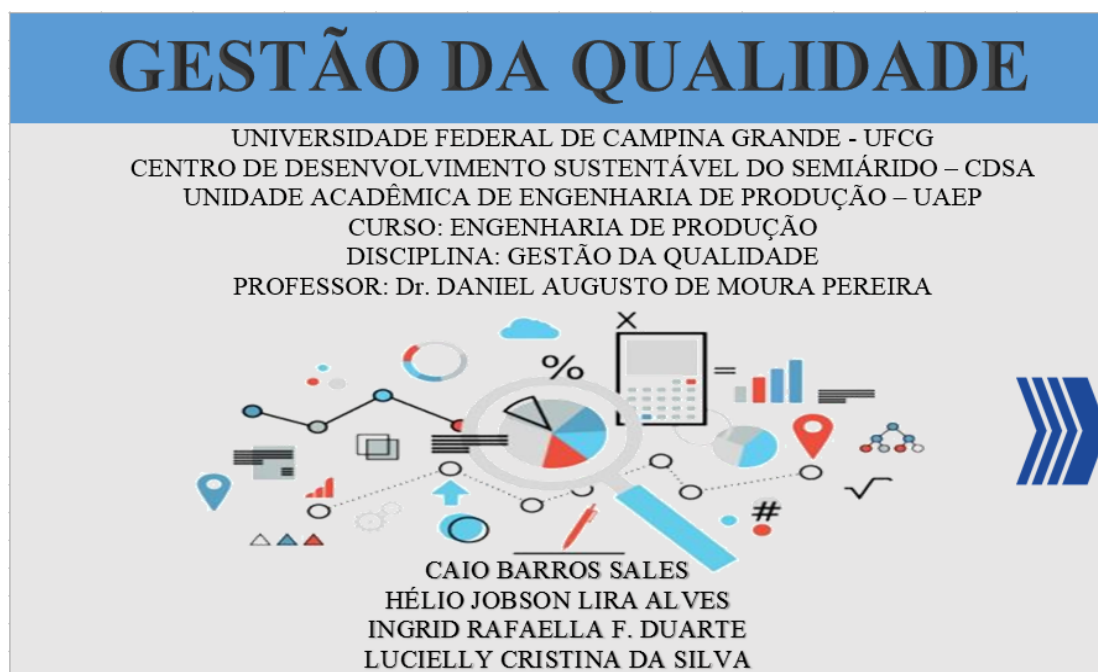 GESTÃO DA QUALIDADE
UNIVERSIDADE FEDERAL DE CAMPINA GRANDE - UFCG
CENTRO DE DESENVOLVIMENTO SUSTENTÁVEL DO SEMIÁRIDO – CDSA
UNIDADE ACADÊMICA DE ENGENHARIA DE PRODUÇÃO – UAEP
CURSO: ENGENHARIA DE PRODUÇÃO
DISCIPLINA: GESTÃO DA QUALIDADE
PROFESSOR: Dr. DANIEL AUGUSTO DE MOURA PEREIRA
CAIO BARROS SALES
HÉLIO JOBSON LIRA ALVES
INGRID RAFAELLA F. DUARTE
LUCIELLY CRISTINA DA SILVA